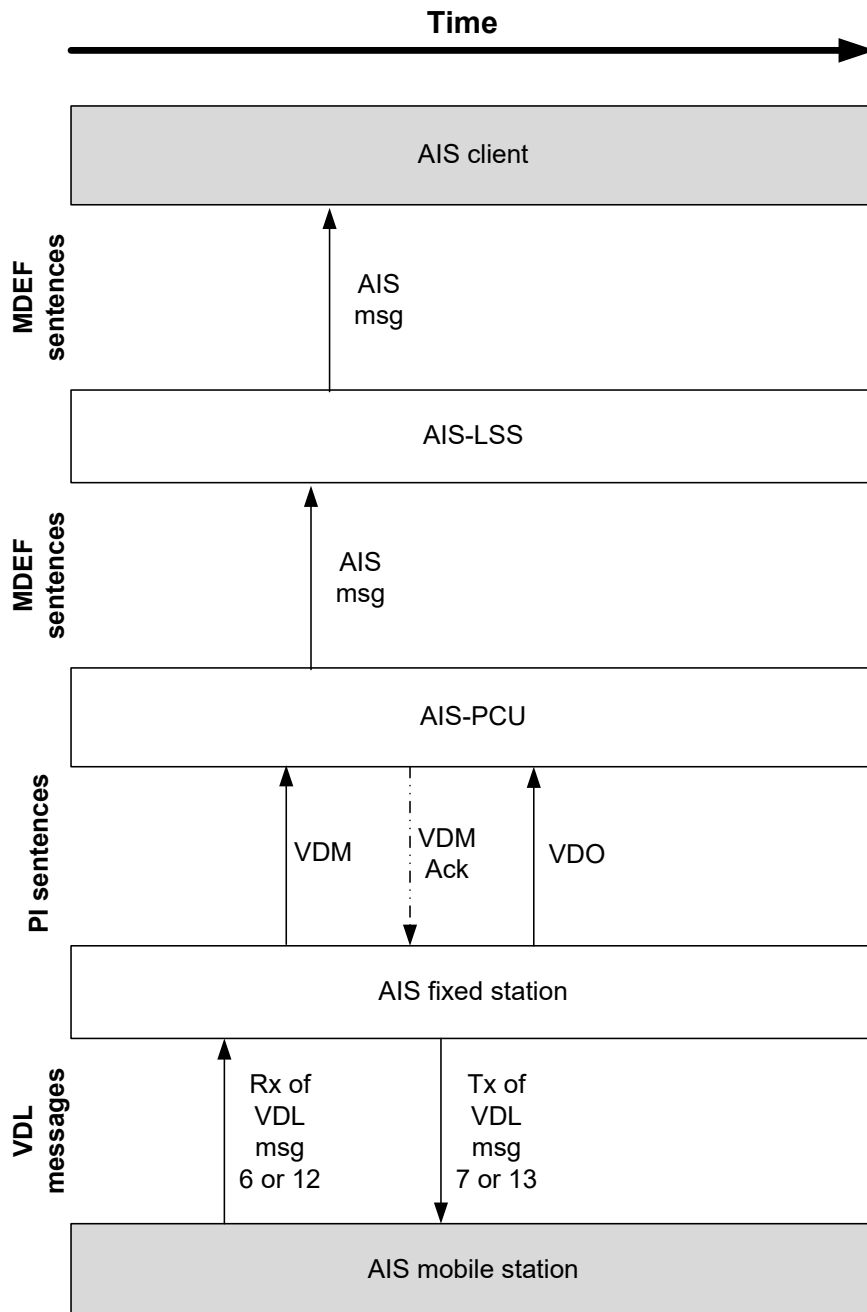 Time
AIS client
MDEF
sentences
AIS
msg
AIS-LSS
MDEF
sentences
AIS
msg
AIS-PCU
PI sentences
VDM
VDM
Ack
VDO
AIS fixed station
VDL
messages
Rx of
VDL
msg
6 or 12
Tx of
VDL
msg
7 or 13
AIS mobile station